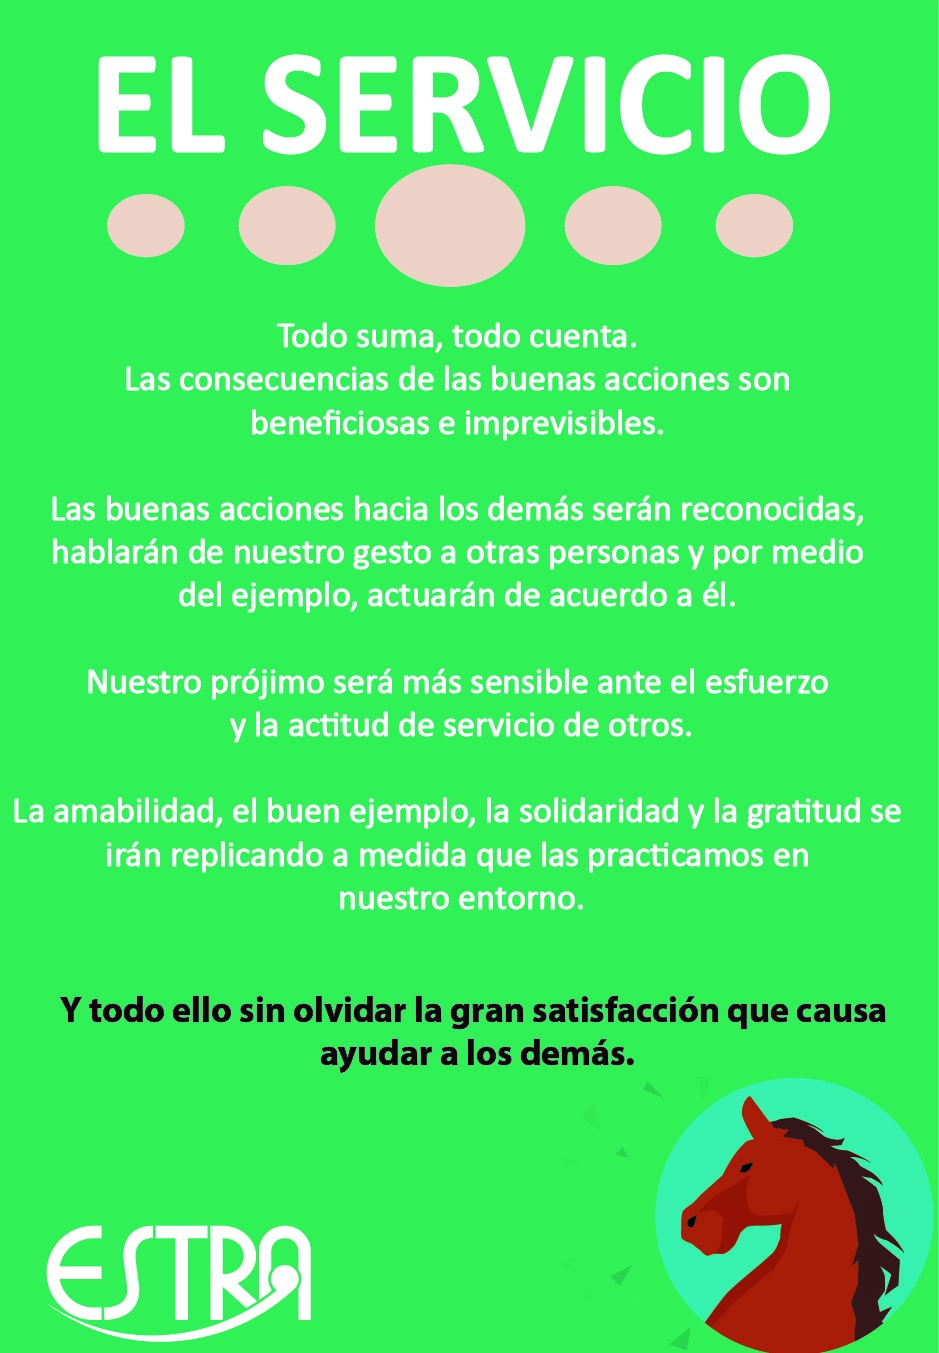 EL SERVICIO
Todo suma, todo cuenta.
Las consecuencias de las buenas acciones son
beneficiosas e imprevisibles.
Las buenas acciones hacia los demás serán reconocidas,
hablarán de nuestro gesto a otras personas y por medio
del ejemplo, actuarán de acuerdo a él.
Nuestro prójimo será más sensible ante el esfuerzo
y la actitud de servicio de otros.
La amabilidad, el buen ejemplo, la solidaridad y la gratitud se
irán replicando a medida que las practicamos en
nuestro entorno.
Y todo ello sin olvidar la gran satisfacción que causa
ayudar a los demás.
ESTRA